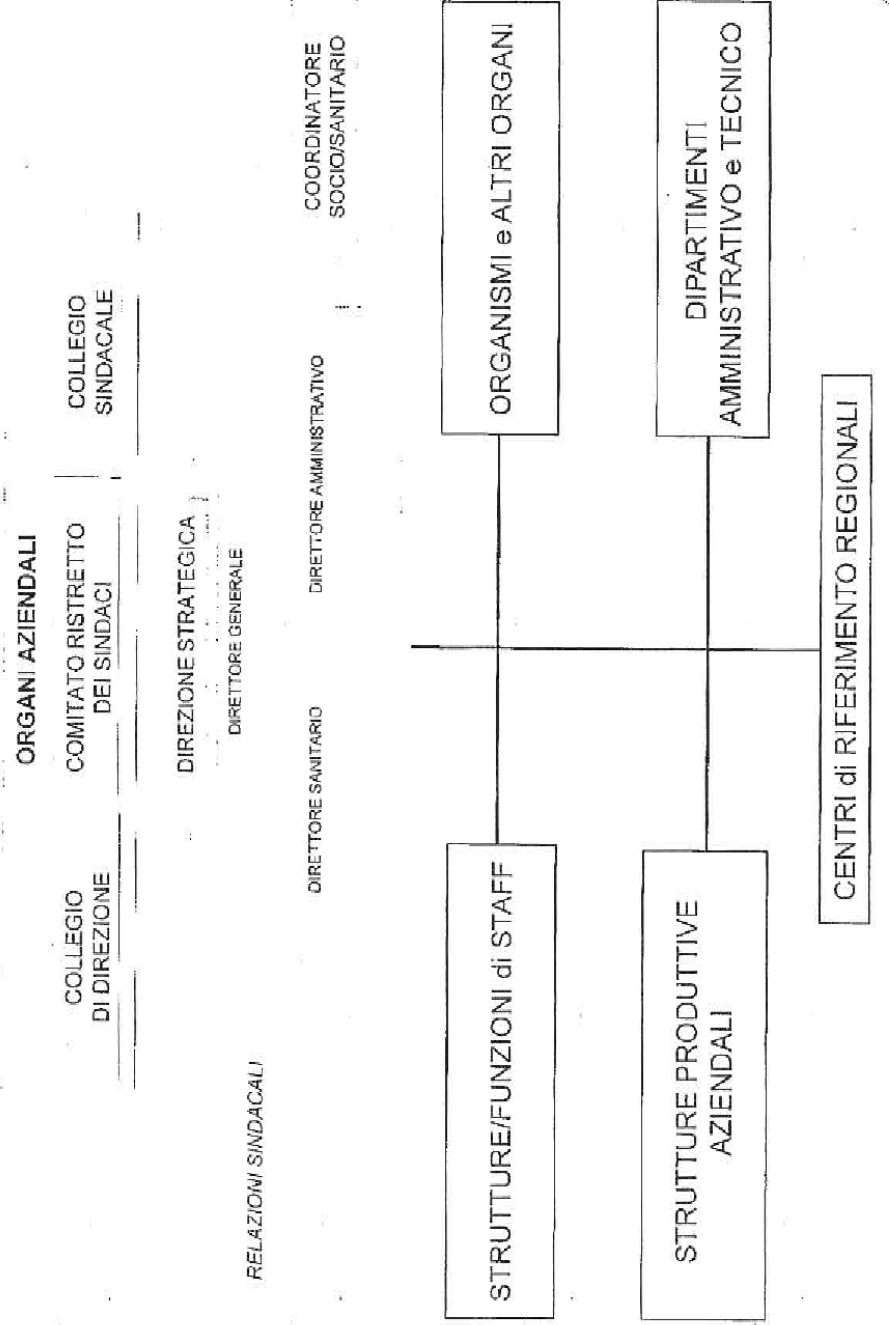 ORGANI AZIENDALI
COLLEGIO
DI DIREZIONE
COMITATO RISTRETTO
DEI SINDACI
COLLEGIO
SINDACALE
DIREZIONE STRATEGICA
DIRETTORE GENERALE
RELAZIONI SINDACALI
DIRETTORE SANITARIO
DIRETTORE AMMINISTRATIVO
COORDINATORE
SOCIO/SANITARIO
STRUTTURE/FUNZIONI di STAFF
ORGANISMI e ALTRI ORGANI
STRUTTURE PRODUTTIVE
AZIENDALI
DIPARTIMENTI
AMMINISTRATIVO e TECNICO
CENTRI di RIFERIMENTO REGIONALI